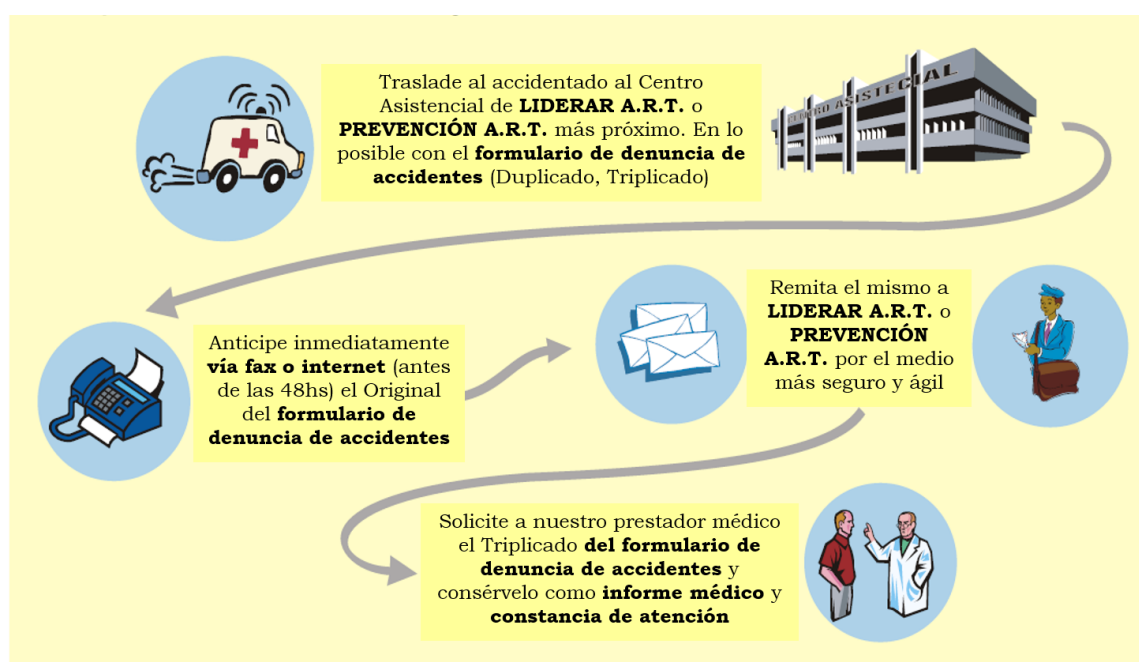 Traslade al accidentado al Centro
Asistencial de LIDERAR A.R.T. o
PREVENCIÓN A.R.T. más próximo. En lo
posible con el formulario de denuncia de
accidentes (Duplicado, Triplicado)
CENTRO ASISTECIAL
Anticipe inmediatamente
vía fax o internet (antes
de las 48hs) el Original
del formulario de
denuncia de accidentes
Remita el mismo a
LIDERAR A.R.T. o
PREVENCIÓN
A.R.T. por el medio
más seguro y ágil
Solicite a nuestro prestador médico
el Triplicado del formulario de
denuncia de accidentes y
consérvelo como informe médico y
constancia de atención